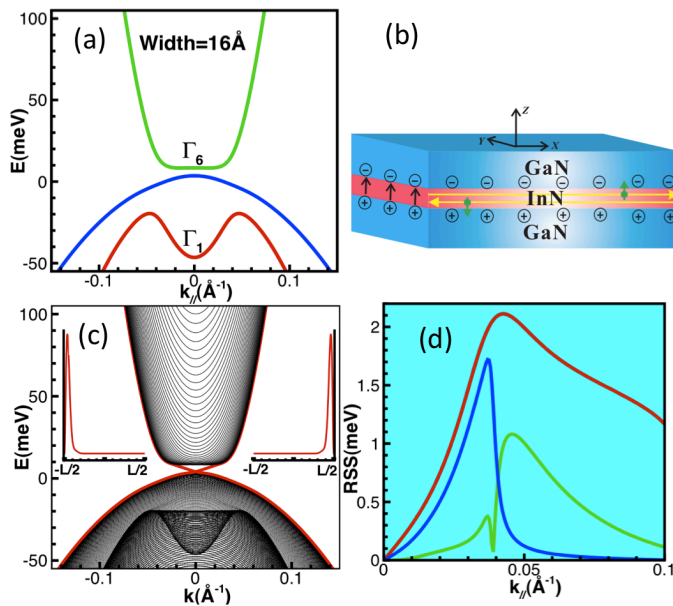 (a)
Width=16Å
Γ6
Γ1
E(meV)
100
50
0
-50
-0.1
0
0.1
k//(Å-1)
(b)
Z
Y
X
GaN
InN
GaN
(c)
E(meV)
100
50
0
-50
-L/2
L/2
-L/2
L/2
-0.1
0
0.1
k(Å-1)
(d)
RSS(meV)
2
1.5
1
0.5
0
0
0.05
0.1
k//(Å-1)